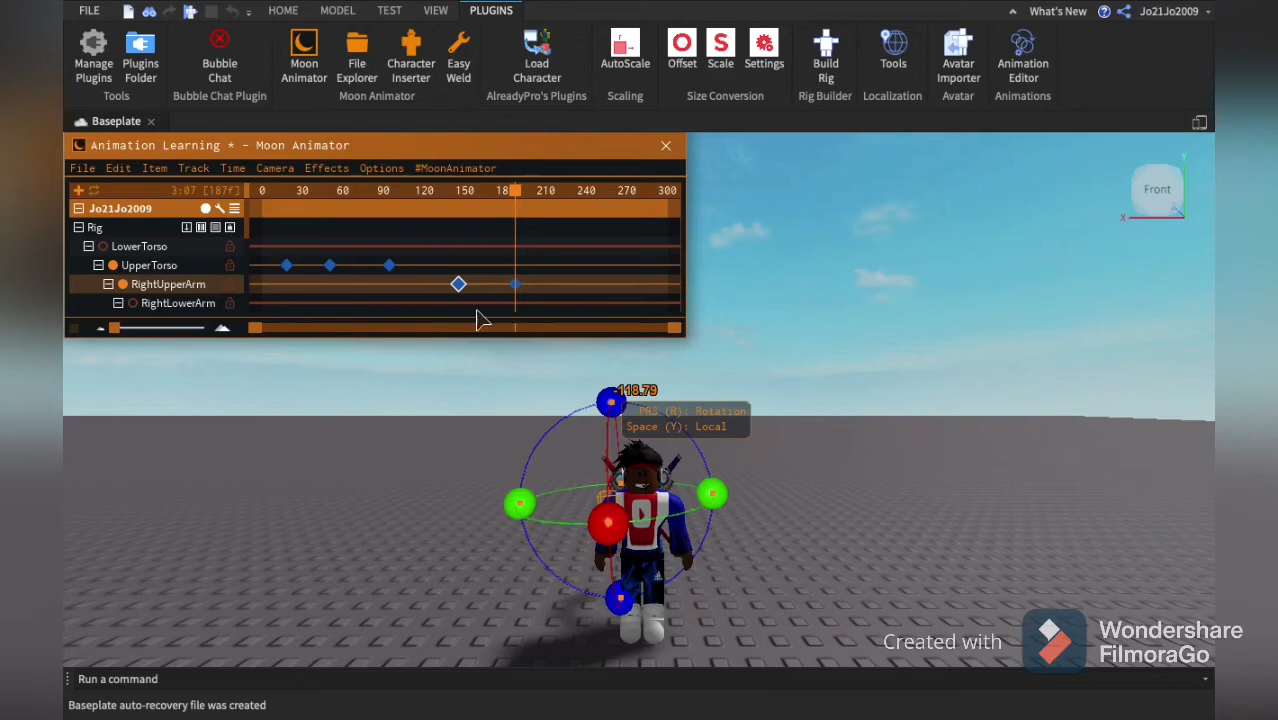 FILE HOME MODEL TEST VIEW PLUGINS What's New Jo21Jo2009
Manage Plugins
Plugins Folder
Bubble Chat
Moon Animator
File Explorer
Character Inserter
Easy Weld
Load Character
AutoScale
Offset
Scale
Settings
Build Rig
Tools
Avatar Importer
Animation Editor
Tools Bubble Chat Plugin Moon Animator AlreadyPro's Plugins Scaling Size Conversion Rig Builder Localization Avatar Animations
Baseplate
Animation Learning * - Moon Animator
File Edit Item Track Time Camera Effects Options #MoonAnimator
3:07 [187f] 0 30 60 90 120 150 18 210 240 270 300
Jo21Jo2009
Rig
LowerTorso
UpperTorso
RightUpperArm
RightLowerArm
Front
Y
X
-118.79
PRS (R): Rotation
Space (Y): Local
Created with Wondershare
FilmoraGo
Run a command
Baseplate auto-recovery file was created